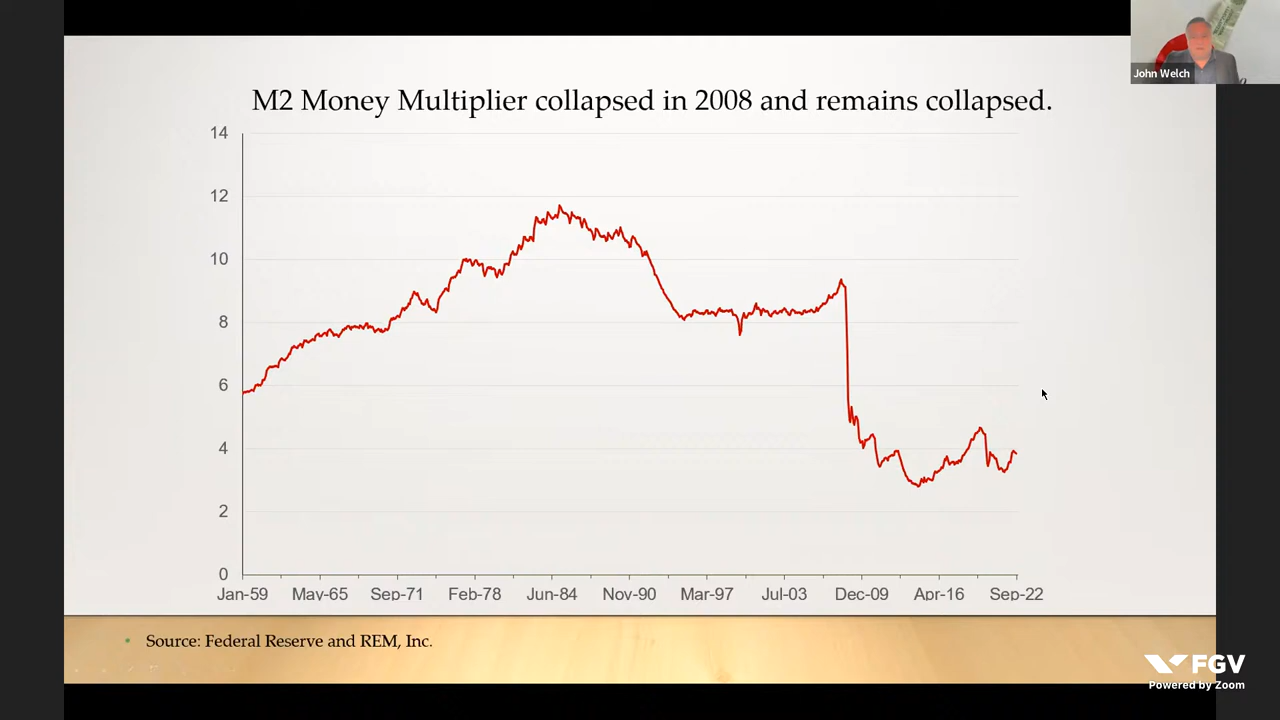 John Welch
M2 Money Multiplier collapsed in 2008 and remains collapsed.
14
12
10
8
6
4
2
0
Jan-59 May-65 Sep-71 Feb-78 Jun-84 Nov-90 Mar-97 Jul-03 Dec-09 Apr-16 Sep-22
Source: Federal Reserve and REM, Inc.
FGV
Powered by Zoom